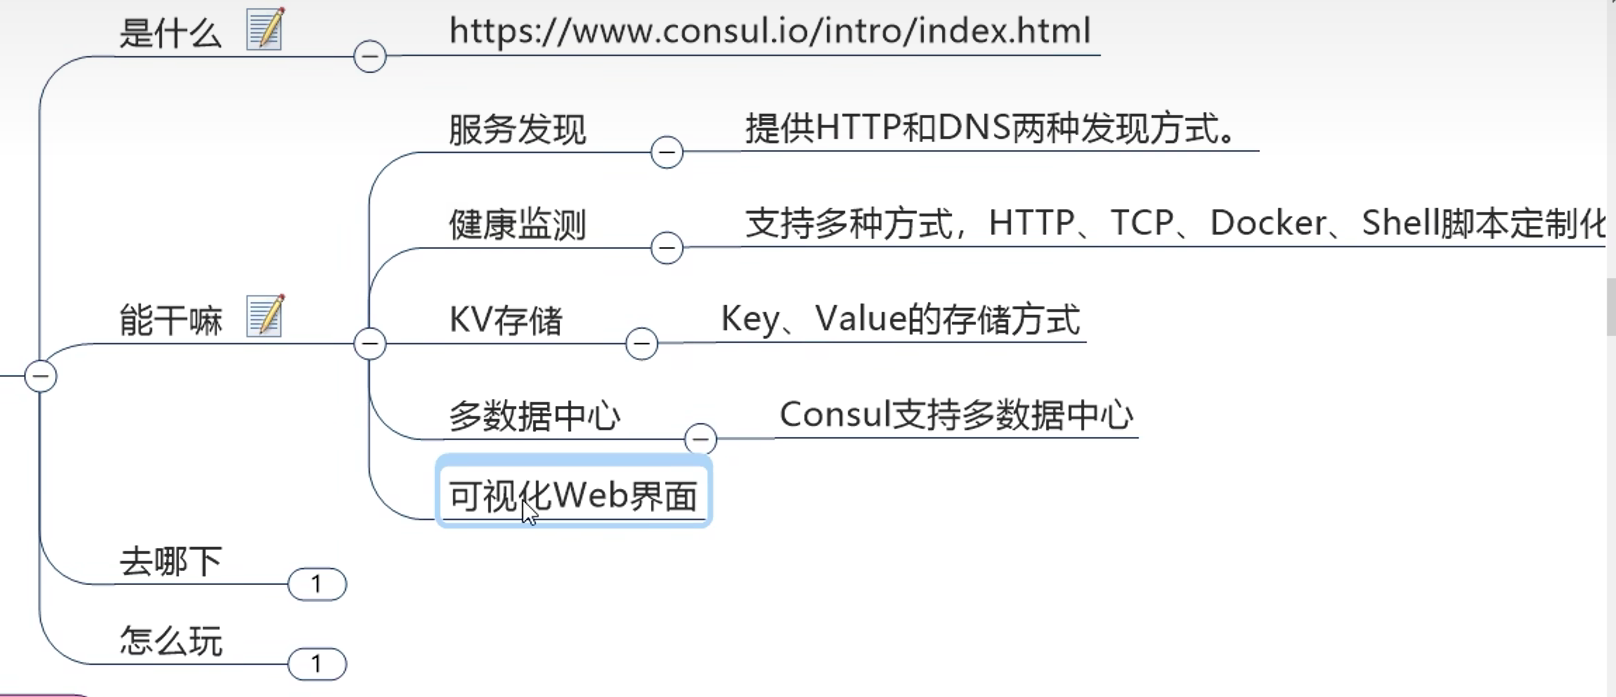 是什么
https://www.consul.io/intro/index.html
服务发现
提供HTTP和DNS两种发现方式。
健康监测
支持多种方式，HTTP、TCP、Docker、Shell脚本定制化
能干嘛
KV存储
Key、Value的存储方式
多数据中心
Consul支持多数据中心
可视化Web界面
去哪下
1
怎么玩
1